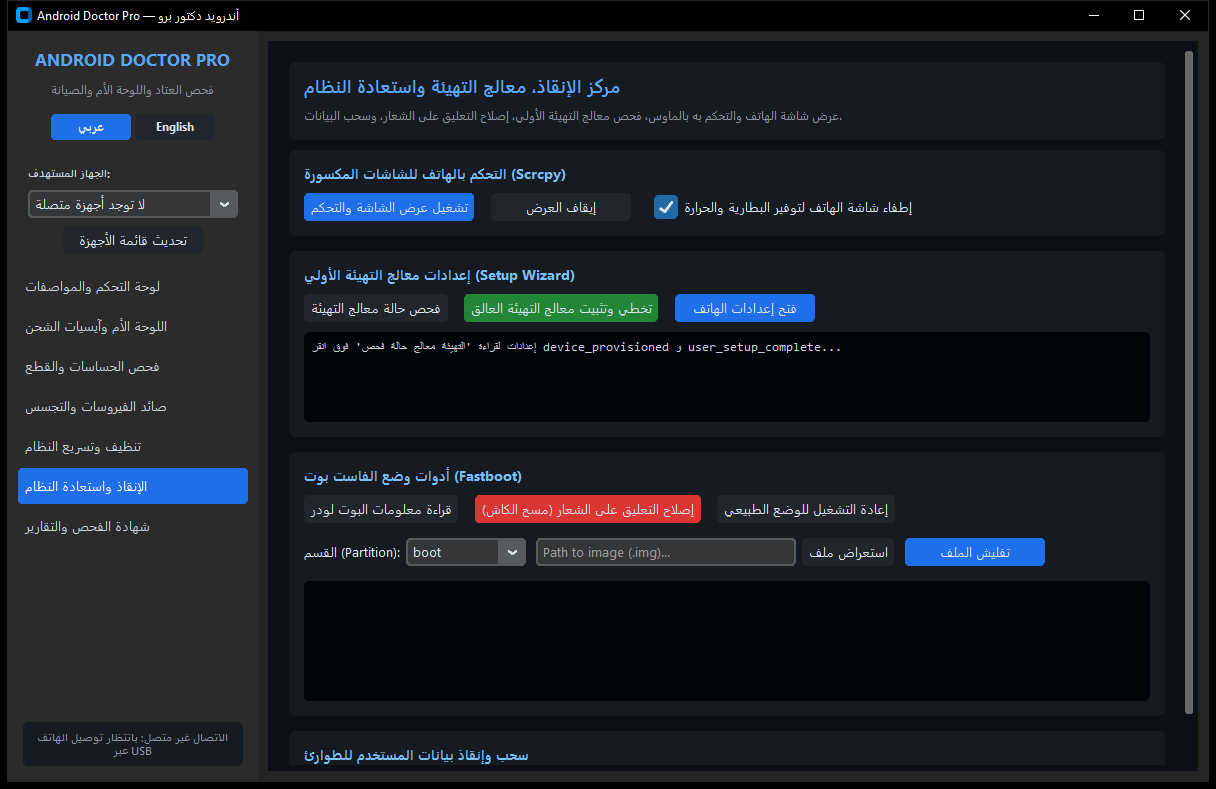 Android Doctor Pro — أندرويد دكتور برو
ANDROID DOCTOR PRO
فحص العتاد واللوحة الأم والصيانة
عربي
English
الجهاز المستهدف:
لا توجد أجهزة متصلة
تحديث قائمة الأجهزة
لوحة التحكم والمواصفات
اللوحة الأم وآيسيات الشحن
فحص الحساسات والقطع
صائد الفيروسات والتجسس
تنظيف وتسريع النظام
الإنقاذ واستعادة النظام
شهادة الفحص والتقارير
الاتصال غير متصل: بانتظار توصيل الهاتف
عبر USB
مركز الإنقاذ، معالج التهيئة واستعادة النظام
عرض شاشة الهاتف والتحكم به بالماوس، فحص معالج التهيئة الأولي، إصلاح التعليق على الشعار، وسحب البيانات.
التحكم بالهاتف للشاشات المكسورة (Scrcpy)
تشغيل عرض الشاشة والتحكم
إيقاف العرض
إطفاء شاشة الهاتف لتوفير البطارية والحرارة
إعدادات معالج التهيئة الأولي (Setup Wizard)
فحص حالة معالج التهيئة
تخطي وتثبيت معالج التهيئة العالق
فتح إعدادات الهاتف
انقر فوق 'فحص حالة معالج التهيئة' لقراءة إعدادات device_provisioned و user_setup_complete...
أدوات وضع الفاست بوت (Fastboot)
قراءة معلومات البوت لودر
إصلاح التعليق على الشعار (مسح الكاش)
إعادة التشغيل للوضع الطبيعي
القسم (Partition):
boot
Path to image (.img)...
استعراض ملف
تفليش الملف
سحب وإنقاذ بيانات المستخدم للطوارئ